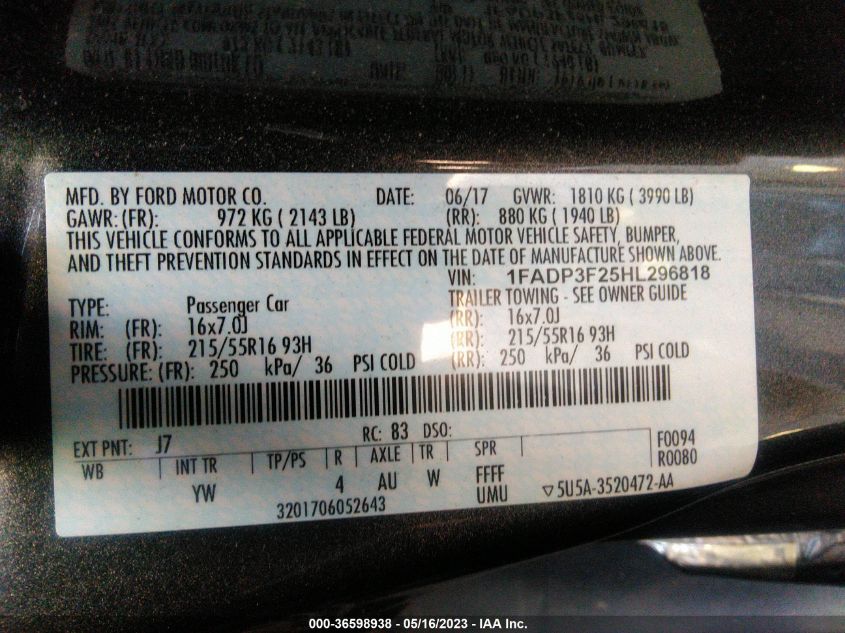 MFD. BY FORD MOTOR CO. DATE: 06/17 GVWR: 1810 KG ( 3990 LB)
GAWR: (FR): 972 KG ( 2143 LB) (RR): 880 KG ( 1940 LB)
THIS VEHICLE CONFORMS TO ALL APPLICABLE FEDERAL MOTOR VEHICLE SAFETY, BUMPER,
AND THEFT PREVENTION STANDARDS IN EFFECT ON THE DATE OF MANUFACTURE SHOWN ABOVE.
VIN: 1FADP3F25HL296818
TYPE: Passenger Car TRAILER TOWING - SEE OWNER GUIDE
RIM: (FR): 16x7.0J (RR): 16x7.0J
TIRE: (FR): 215/55R16 93H (RR): 215/55R16 93H
PRESSURE: (FR): 250 kPa/ 36 PSI COLD (RR): 250 kPa/ 36 PSI COLD
EXT PNT: J7 RC: 83 DSO: F0094
WB INT TR TP/PS R AXLE TR SPR R0080
YW 4 AU W FFFF
UMU
3201706052643 ▽5U5A-3520472-AA
000-36598938 - 05/16/2023 - IAA Inc.